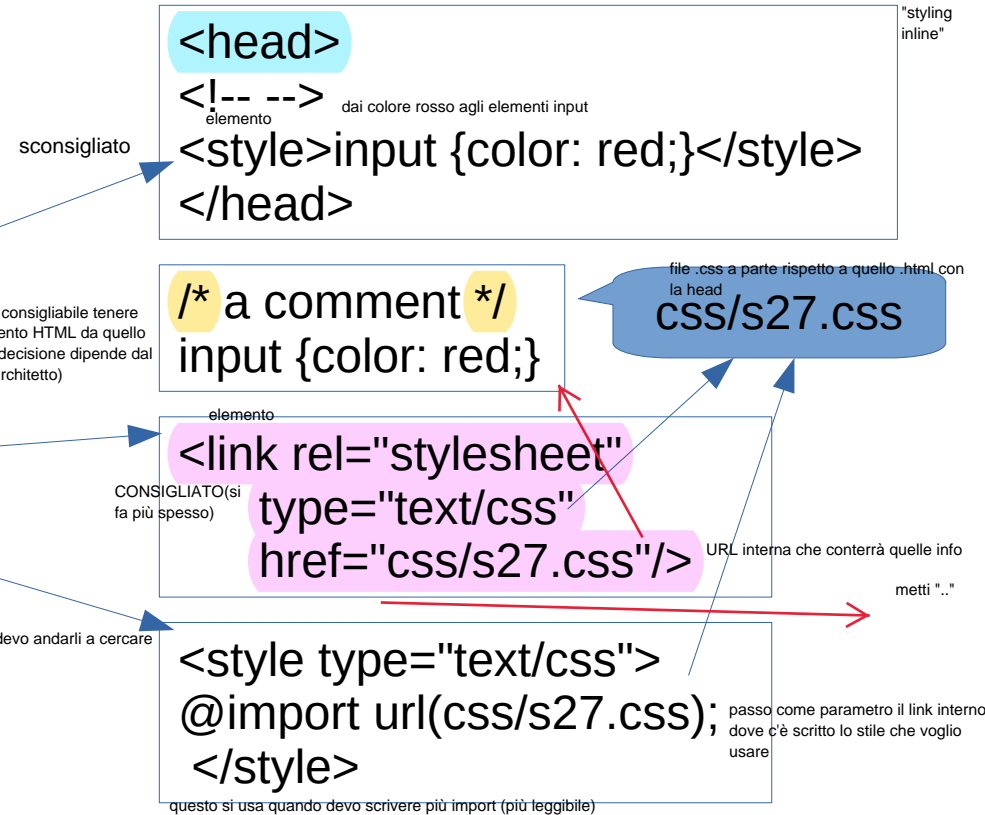 "styling
inline"
<head>
<!-- --> dai colore rosso agli elementi input
elemento
sconsigliato
<style>input {color: red;}</style>
</head>
file .css a parte rispetto a quello .html con
la head
css/s27.css
/* a comment */
input {color: red;}
consigliabile tenere
ento HTML da quello
decisione dipende dal
rchitetto)
elemento
<link rel="stylesheet"
CONSIGLIATO(si
fa più spesso)
type="text/css"
href="css/s27.css"/>
URL interna che conterrà quelle info
metti ".."
devo andarli a cercare
<style type="text/css">
@import url(css/s27.css);
</style>
passo come parametro il link interno
dove c'è scritto lo stile che voglio
usare
questo si usa quando devo scrivere più import (più leggibile)